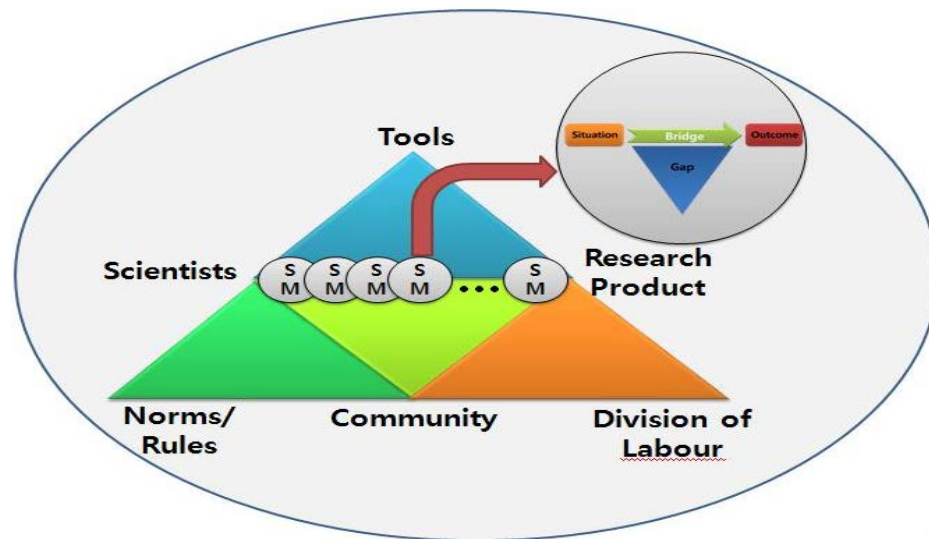 Tools
Situation
Bridge
Outcome
Gap
Scientists
S
M
S
M
S
M
S
M
...
S
M
Research
Product
Norms/
Rules
Community
Division of
Labour